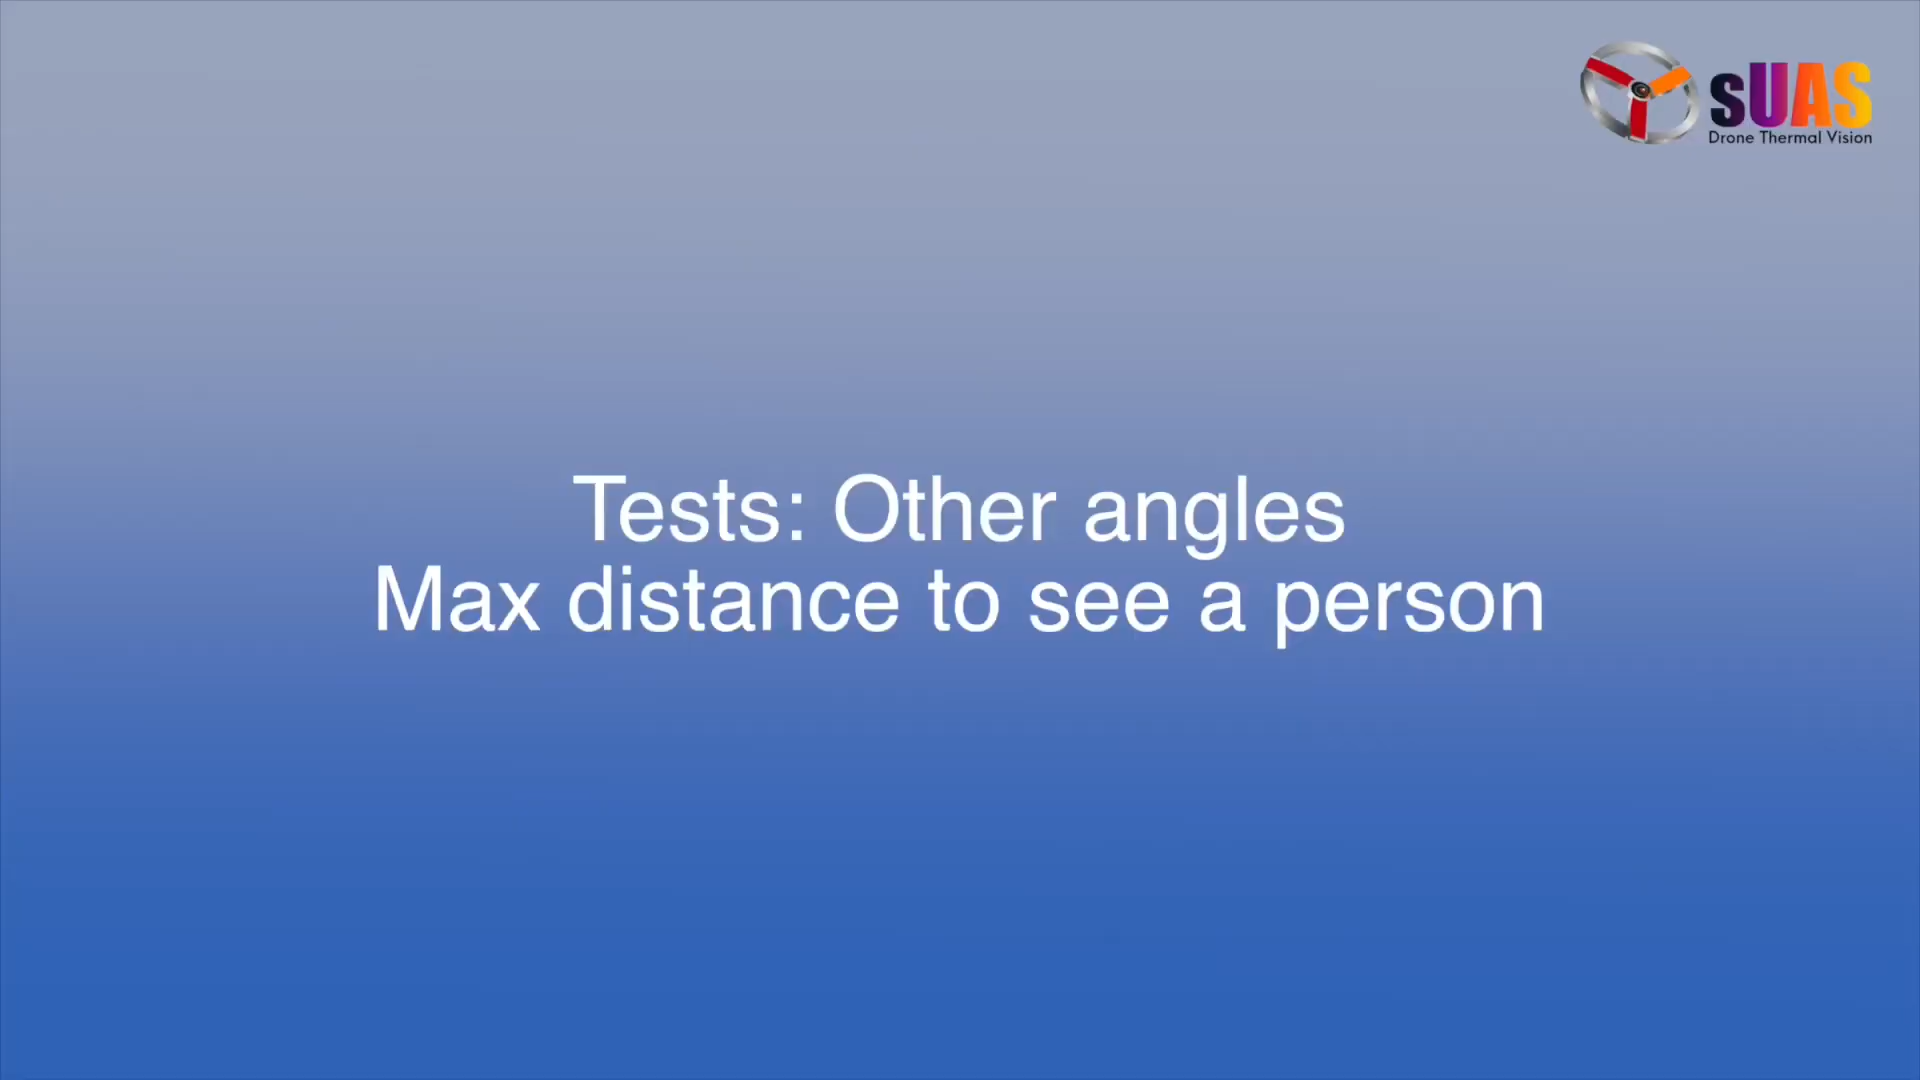 sUAS
Drone Thermal Vision
Tests: Other angles
Max distance to see a person